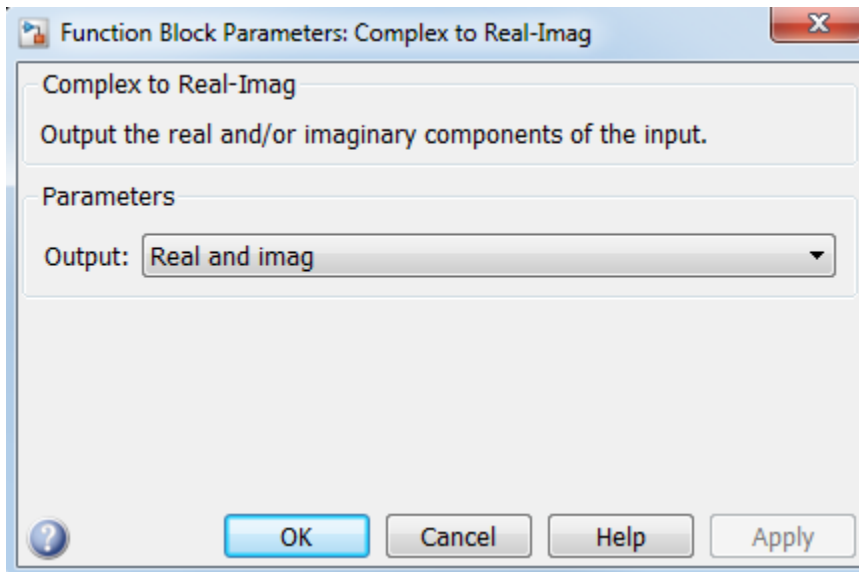 Function Block Parameters: Complex to Real-Imag
Complex to Real-Imag
Output the real and/or imaginary components of the input.
Parameters
Output: Real and imag
? OK Cancel Help Apply